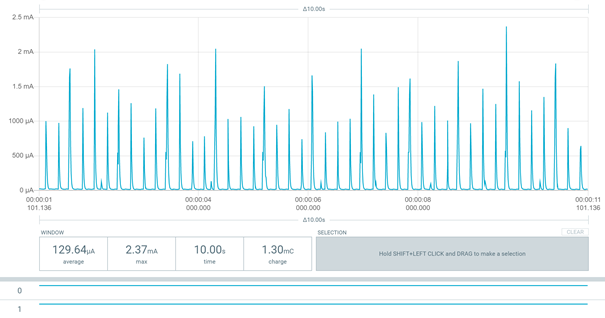 Δ10.00s
2.5 mA
2 mA
1.5 mA
1000 μA
500 μA
0 μA
00:00:01 00:00:04 00:00:06 00:00:08 00:00:11
101.136 000.000 000.000 000.000 101.136
Δ10.00s
WINDOW SELECTION CLEAR
129.64μA 2.37mA 10.00s 1.30mC
average max time charge
Hold SHIFT+LEFT CLICK and DRAG to make a selection
0
1